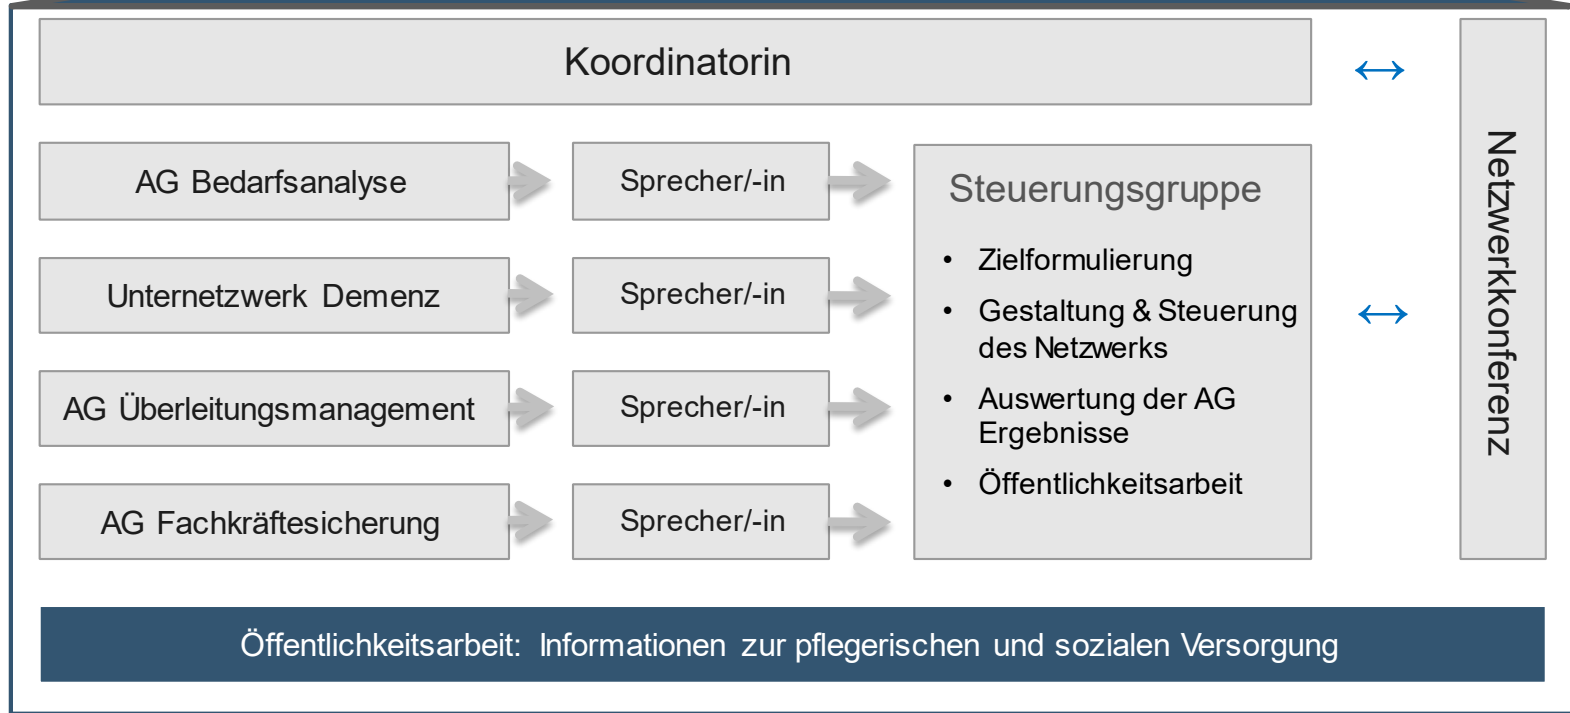 Koordinatorin
AG Bedarfsanalyse
Sprecher/-in
Unternetzwerk Demenz
Sprecher/-in
AG Überleitungsmanagement
Sprecher/-in
AG Fachkräftesicherung
Sprecher/-in
Steuerungsgruppe
• Zielformulierung
• Gestaltung & Steuerung
des Netzwerks
• Auswertung der AG
Ergebnisse
• Öffentlichkeitsarbeit
Netzwerkkonferenz
Öffentlichkeitsarbeit: Informationen zur pflegerischen und sozialen Versorgung